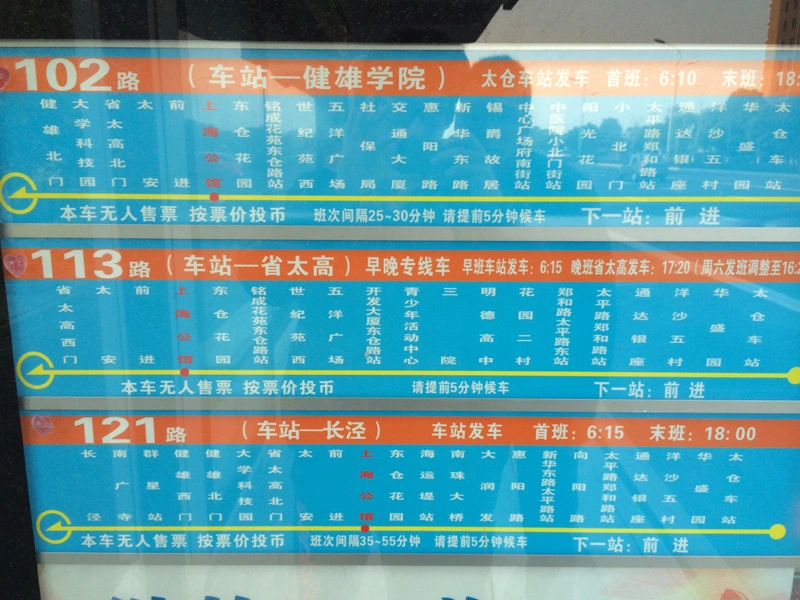 102路 （车站—健雄学院） 太仓车站发车 首班：6:10 末班：18:
健雄北门
大学科技园
省太高北门
太安
前进
上海公馆
东仓花园
铭成花苑东仓路站
世纪苑西
五洋广场
社保局
交通大厦
惠阳路
新华东路
锡爵故居
中心广场府南街站
中医院小北门街站
阳光花园
小北门
太平路郑和路站
通达银座
洋沙五村
华盛园
太仓车站
本车无人售票 按票价投币 班次间隔25~30分钟 请提前5分钟候车 下一站：前 进
113路（车站—省太高）早晚专线车 早班车站发车：6:15 晚班省太高发车：17:20（周六发班调整至16:2
省太高西门
太安
前进
上海公馆
东仓花园
铭成花苑东仓路站
世纪苑西
五洋广场
开发大厦东仓路站
青少年活动中心
三院
明德高中
花园二村
郑和路太平路东站
太平路郑和路站
通达银座
洋沙五村
华盛园
太仓车站
本车无人售票 按票价投币 请提前5分钟候车 下一站：前 进
121路 （车站—长泾） 车站发车 首班：6:15 末班：18:00
长泾
南广寺
群星站
健雄西门
健雄北门
大学科技园
省太高北门
太安
前进
上海公馆
东仓花园
海运堤站
南珠大桥
大润发
惠阳路
新华东路太平路站
向阳路
太平路郑和路站
通达银座
洋沙五村
华盛园
太仓车站
本车无人售票 按票价投币 班次间隔35~55分钟 请提前5分钟候车 下一站：前 进